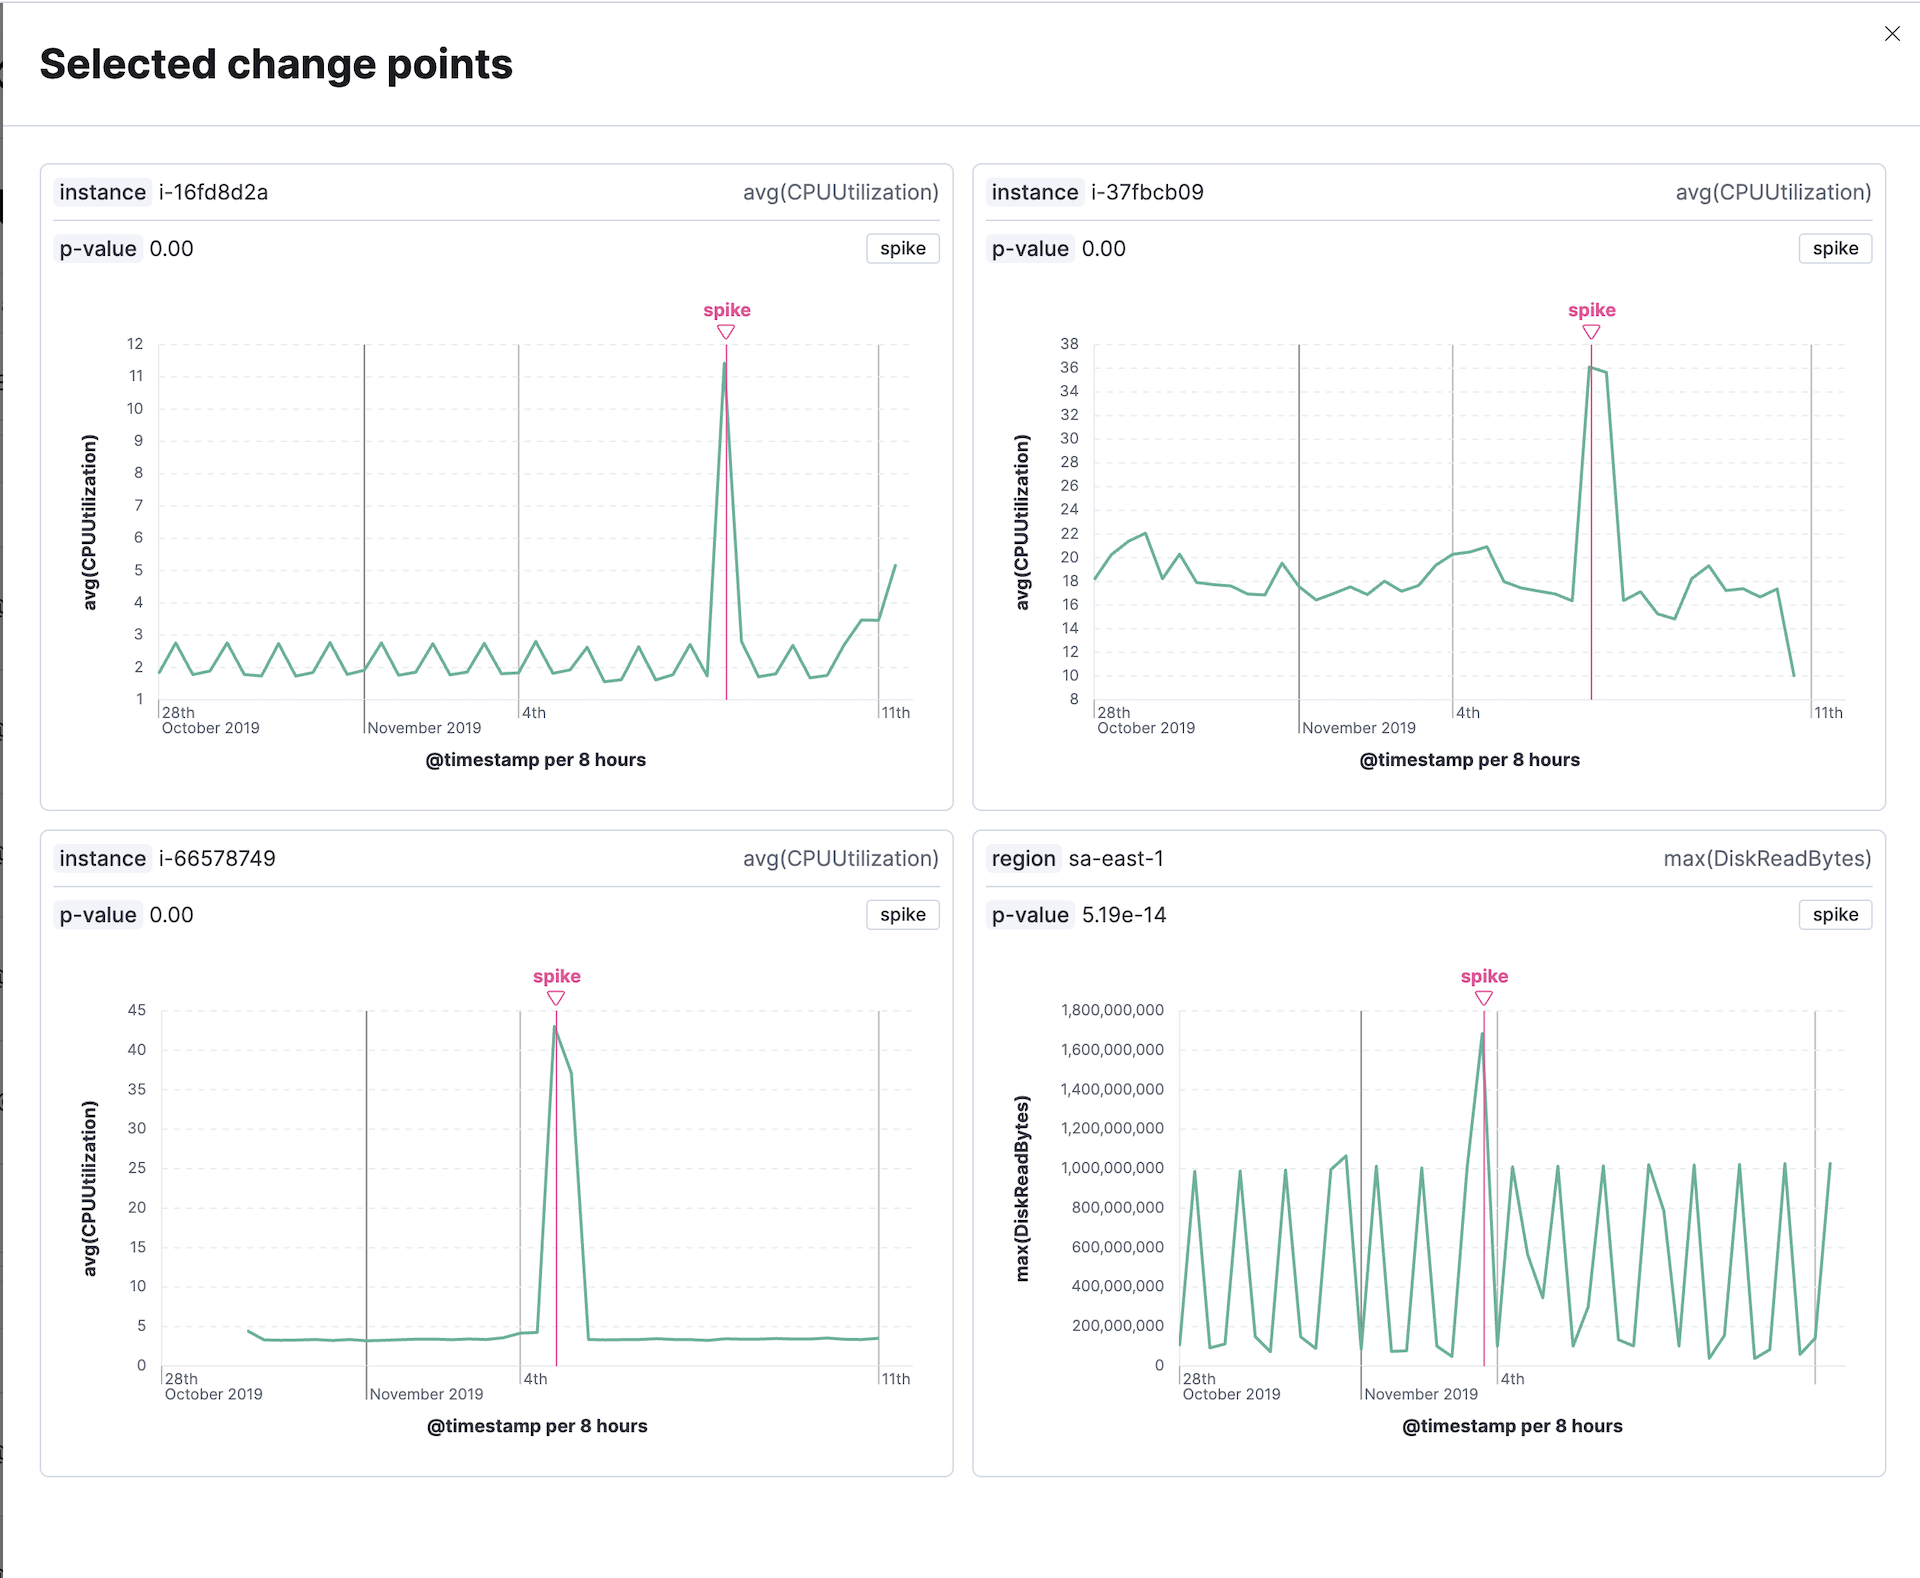 Selected change points
instance i-16fd8d2a avg(CPUUtilization)
p-value 0.00 spike
spike
12
11
10
9
8
7
6
5
4
3
2
1
avg(CPUUtilization)
28th 4th 11th
October 2019 November 2019
@timestamp per 8 hours
instance i-37fbcb09 avg(CPUUtilization)
p-value 0.00 spike
spike
38
36
34
32
30
28
26
24
22
20
18
16
14
12
10
8
avg(CPUUtilization)
28th 4th 11th
October 2019 November 2019
@timestamp per 8 hours
instance i-66578749 avg(CPUUtilization)
p-value 0.00 spike
spike
45
40
35
30
25
20
15
10
5
0
avg(CPUUtilization)
28th 4th 11th
October 2019 November 2019
@timestamp per 8 hours
region sa-east-1 max(DiskReadBytes)
p-value 5.19e-14 spike
spike
1,800,000,000
1,600,000,000
1,400,000,000
1,200,000,000
1,000,000,000
800,000,000
600,000,000
400,000,000
200,000,000
0
max(DiskReadBytes)
28th 4th
October 2019 November 2019
@timestamp per 8 hours